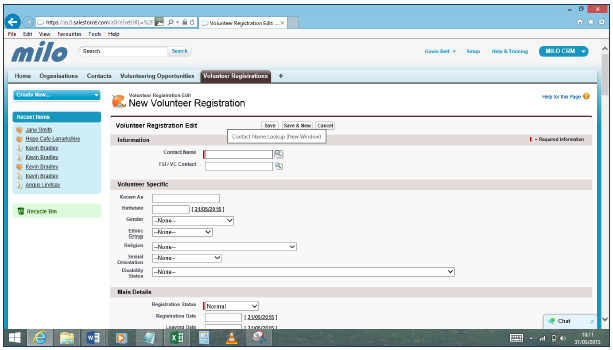 https://eu5.salesforce.com
Volunteer Registration Edit: ...
File Edit View Favourites Tools Help
milo
Search...
Search
Gavin Bell
Setup
Help & Training
MILO CRM
Home Organisations Contacts Volunteering Opportunities Volunteer Registrations +
Create New...
Volunteer Registration Edit
New Volunteer Registration
Help for this Page
Recent Items
Jane Smith
Hope Cafe Lanarkshire
Kevin Bradley
Kevin Bradley
Kevin Bradley
Kevin Bradley
Angus Lindsay
Recycle Bin
Volunteer Registration Edit
Save Save & New Cancel
Information
Contact Name Lookup (New Window)
= Required Information
Contact Name
TSI/VC Contact
Volunteer Specific
Known As
Birthdate [ 31/05/2015 ]
Gender --None--
Ethnic
Group --None--
Religion --None--
Sexual
Orientation --None--
Disability
Status --None--
Main Details
Registration Status Normal
Registration Date [ 31/05/2015 ]
Leaving Date [ 31/05/2015 ]
Chat
16:11
31/05/2015